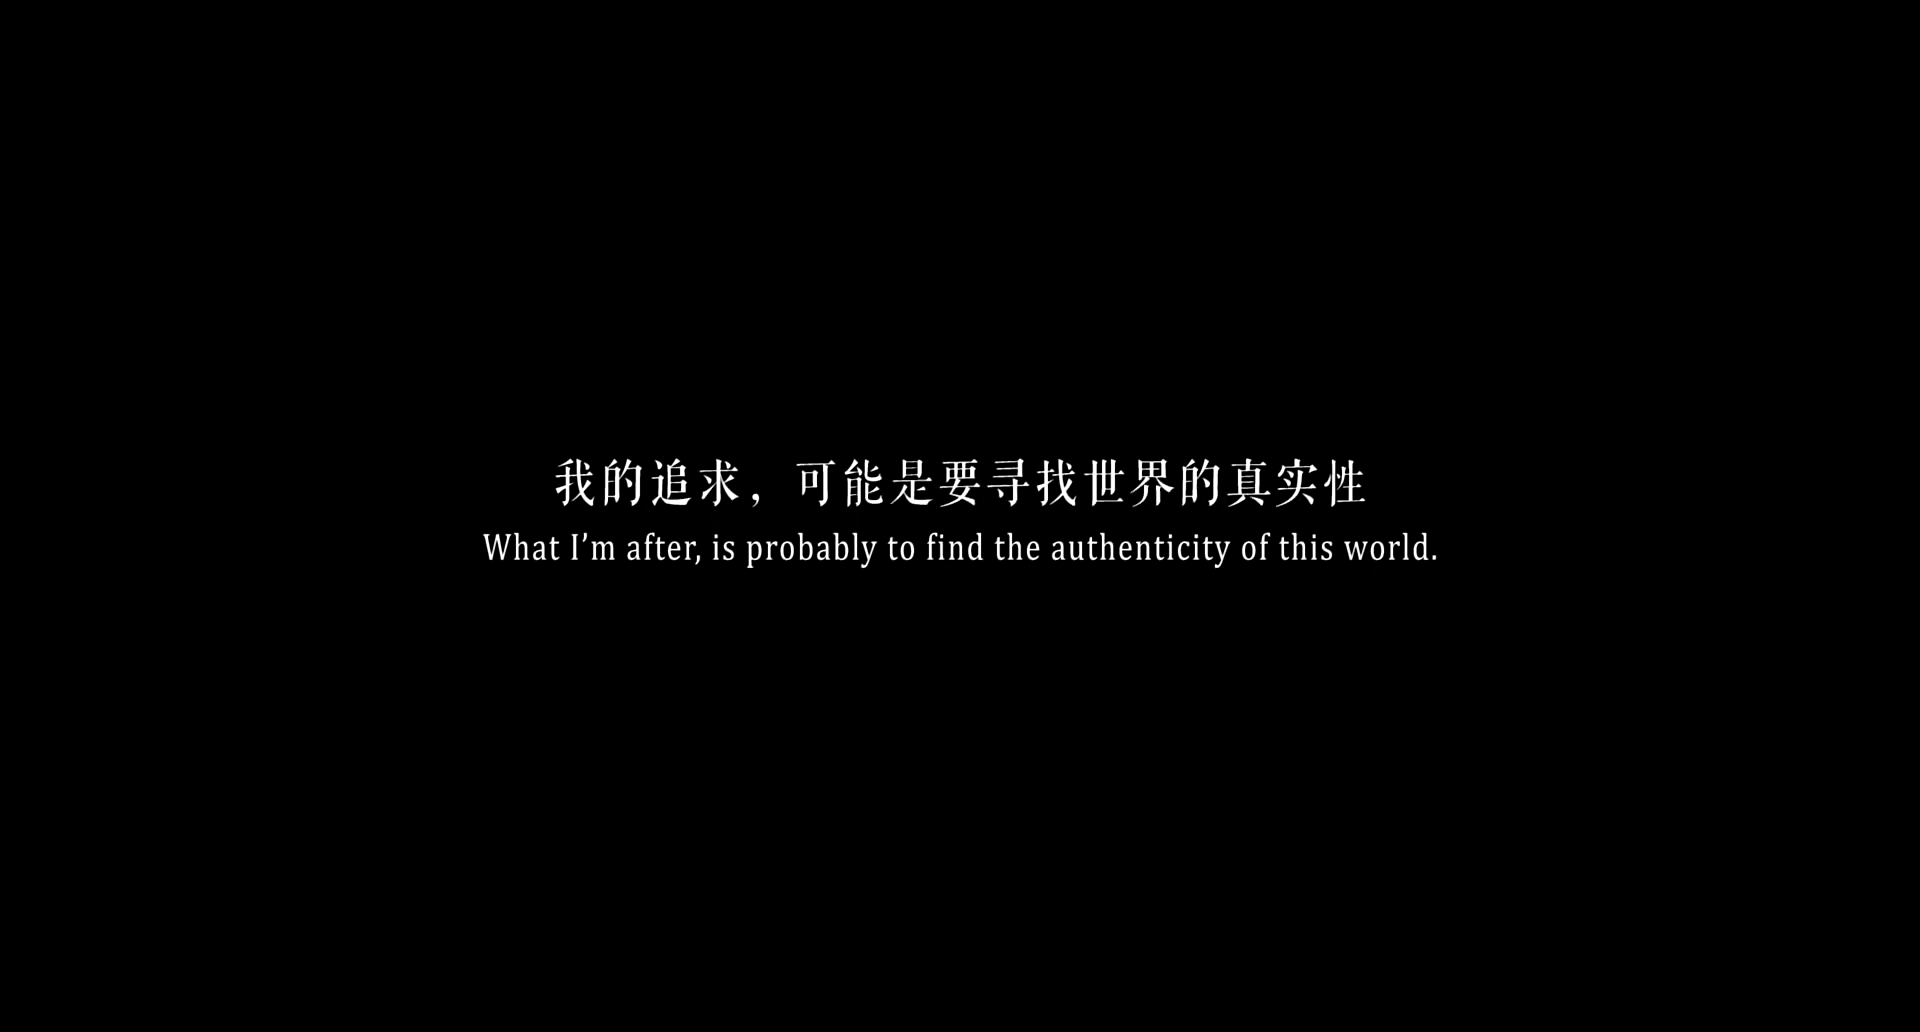 我的追求，可能是要寻找世界的真实性
What I’m after, is probably to find the authenticity of this world.